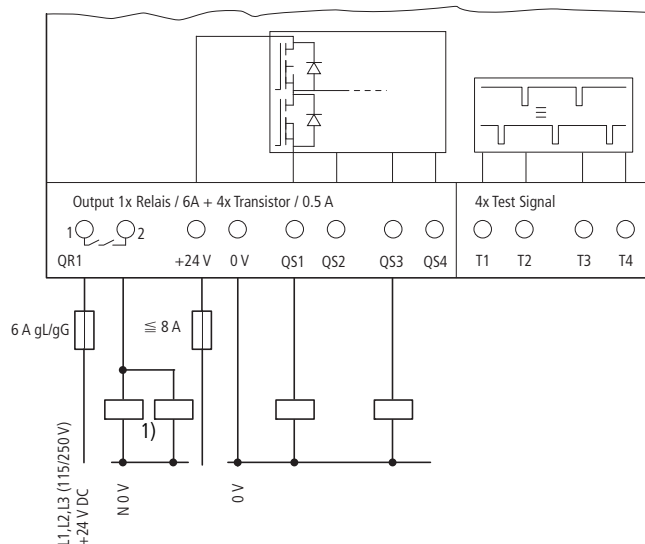 Output 1x Relais / 6A + 4x Transistor / 0.5 A
4x Test Signal
1 2
QR1 +24 V 0 V QS1 QS2 QS3 QS4 T1 T2 T3 T4
6 A gL/gG
≦ 8 A
1)
L1,L2,L3 (115/250 V)
+24 V DC
N 0 V
0 V